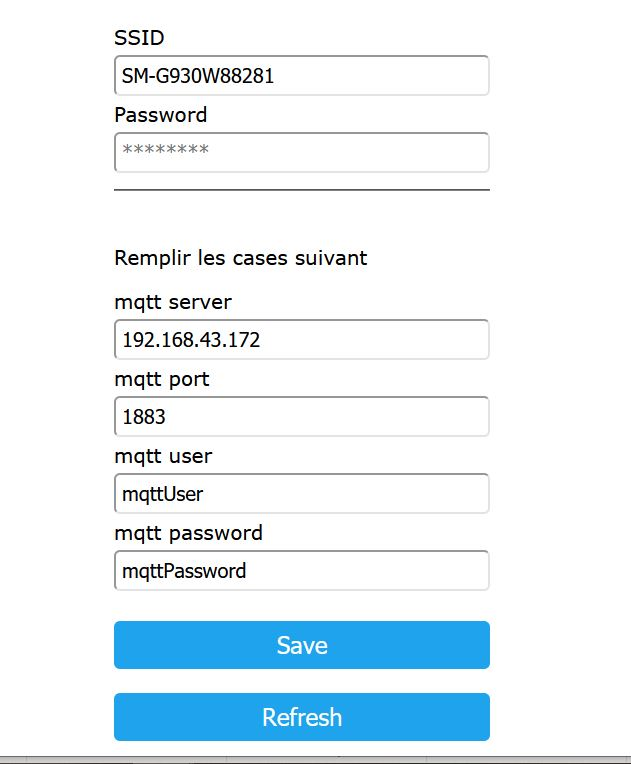 SSID
SM-G930W88281
Password
********
Remplir les cases suivant
mqtt server
192.168.43.172
mqtt port
1883
mqtt user
mqttUser
mqtt password
mqttPassword
Save
Refresh